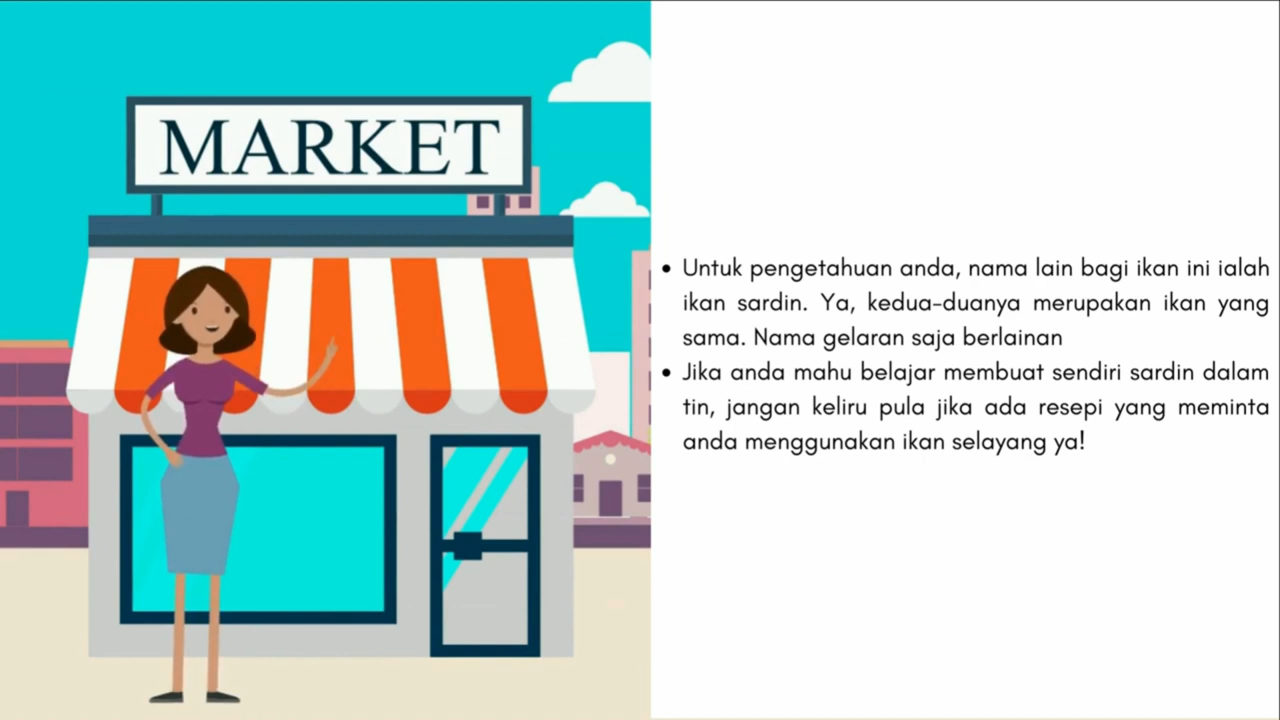 MARKET
• Untuk pengetahuan anda, nama lain bagi ikan ini ialah
ikan sardin. Ya, kedua-duanya merupakan ikan yang
sama. Nama gelaran saja berlainan
• Jika anda mahu belajar membuat sendiri sardin dalam
tin, jangan keliru pula jika ada resepi yang meminta
anda menggunakan ikan selayang ya!